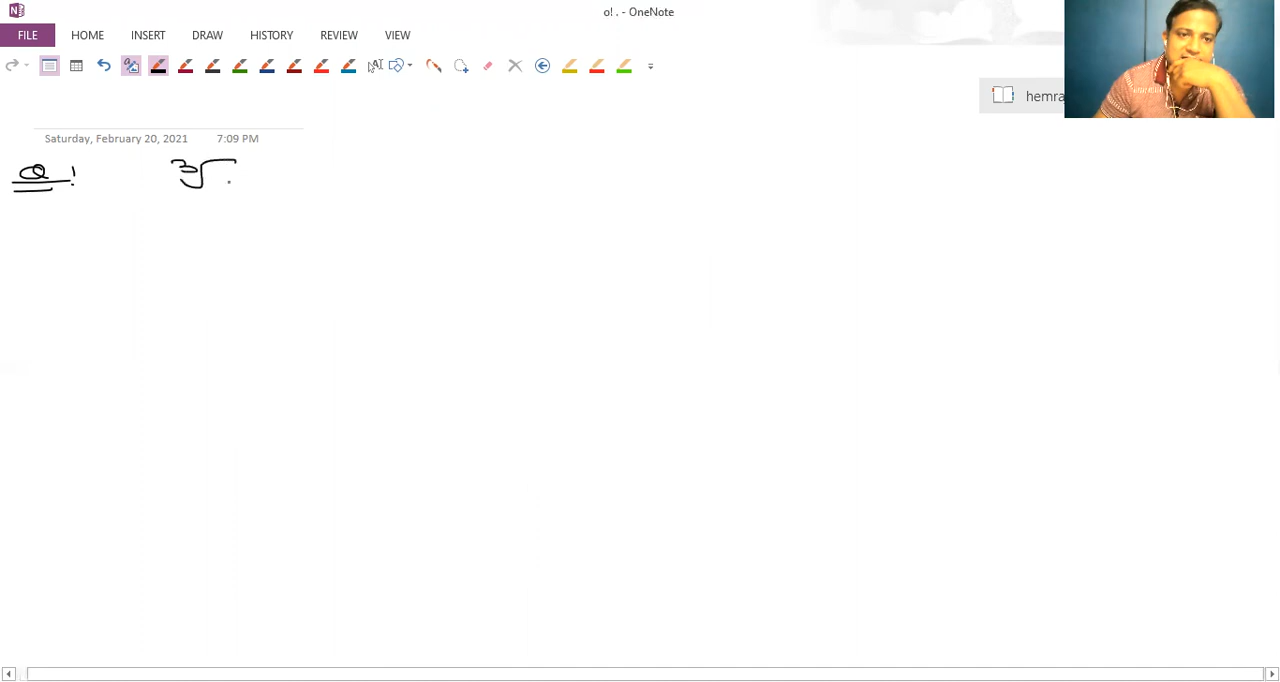 o! . - OneNote
FILE HOME INSERT DRAW HISTORY REVIEW VIEW
hemra
Saturday, February 20, 2021 7:09 PM
Q! ∛